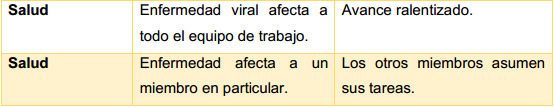 Salud
Enfermedad viral afecta a
todo el equipo de trabajo.
Avance ralentizado.
Salud
Enfermedad afecta a un
miembro en particular.
Los otros miembros asumen
sus tareas.